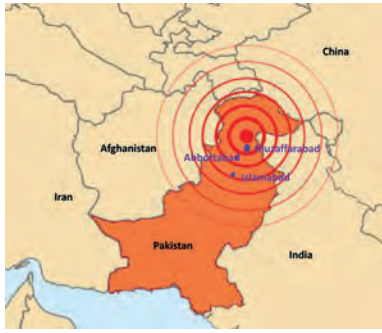 China
Afghanistan
Muzaffarabad
Abbottabad
Islamabad
Iran
Pakistan
India